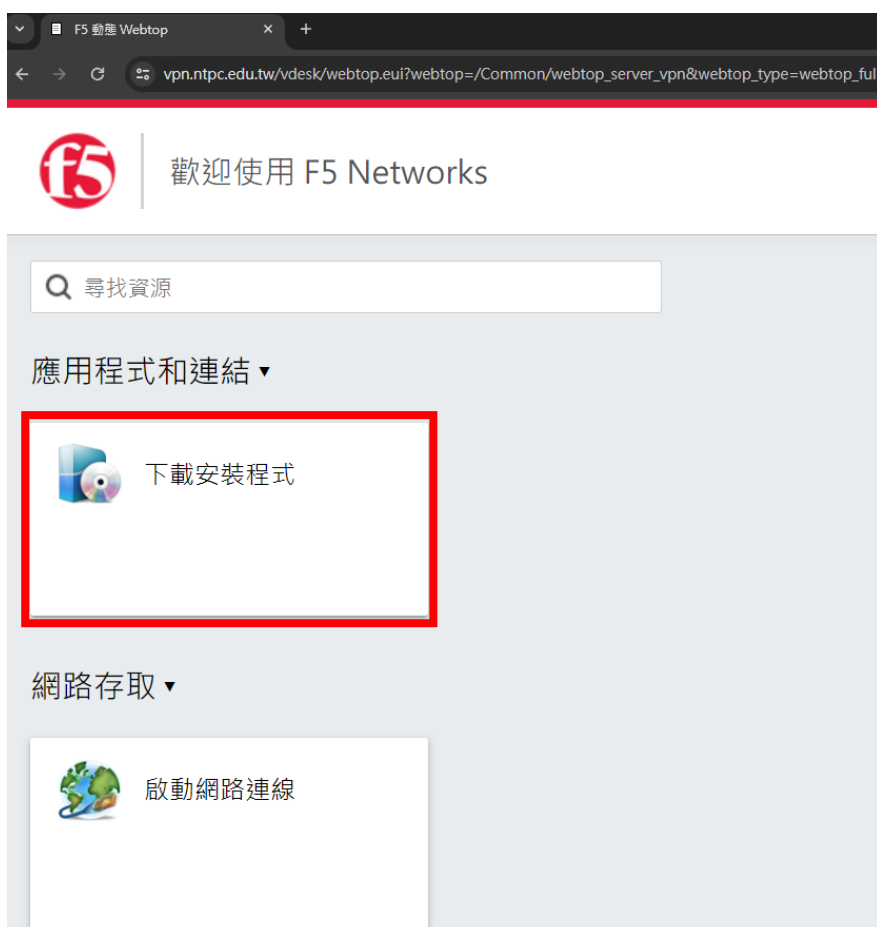 F5 動態 Webtop
vpn.ntpc.edu.tw/vdesk/webtop.eui?webtop=/Common/webtop_server_vpn&webtop_type=webtop_ful
f5
歡迎使用 F5 Networks
尋找資源
應用程式和連結
下載安裝程式
網路存取
啟動網路連線